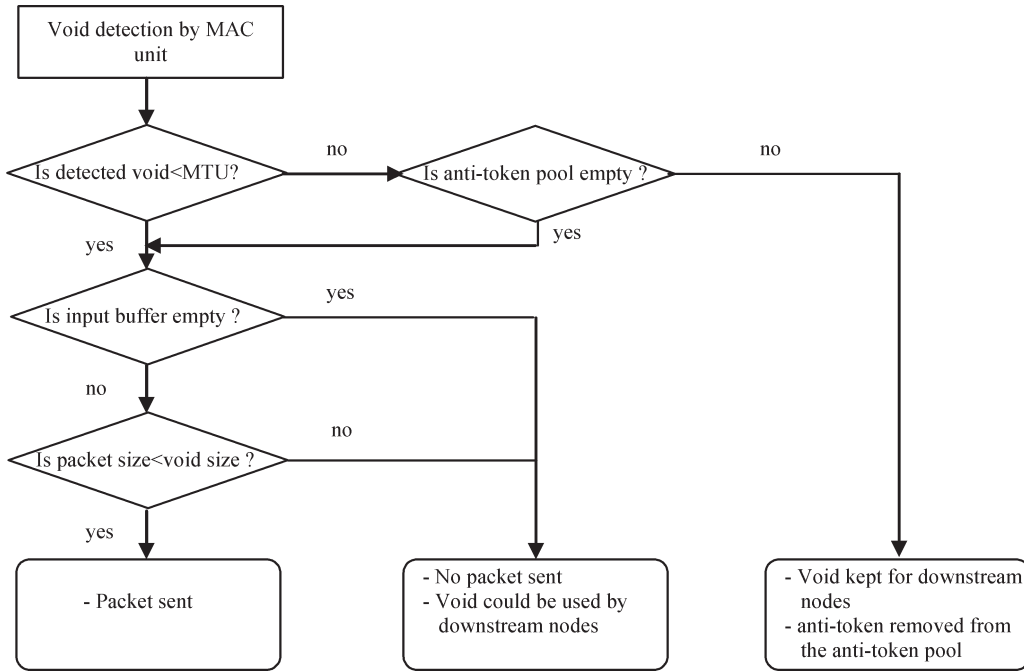 Void detection by MAC
unit
Is detected void<MTU?
no
Is anti-token pool empty ?
no
yes
yes
Is input buffer empty ?
yes
no
Is packet size<void size ?
no
yes
- Packet sent
- No packet sent
- Void could be used by
downstream nodes
- Void kept for downstream
nodes
- anti-token removed from
the anti-token pool